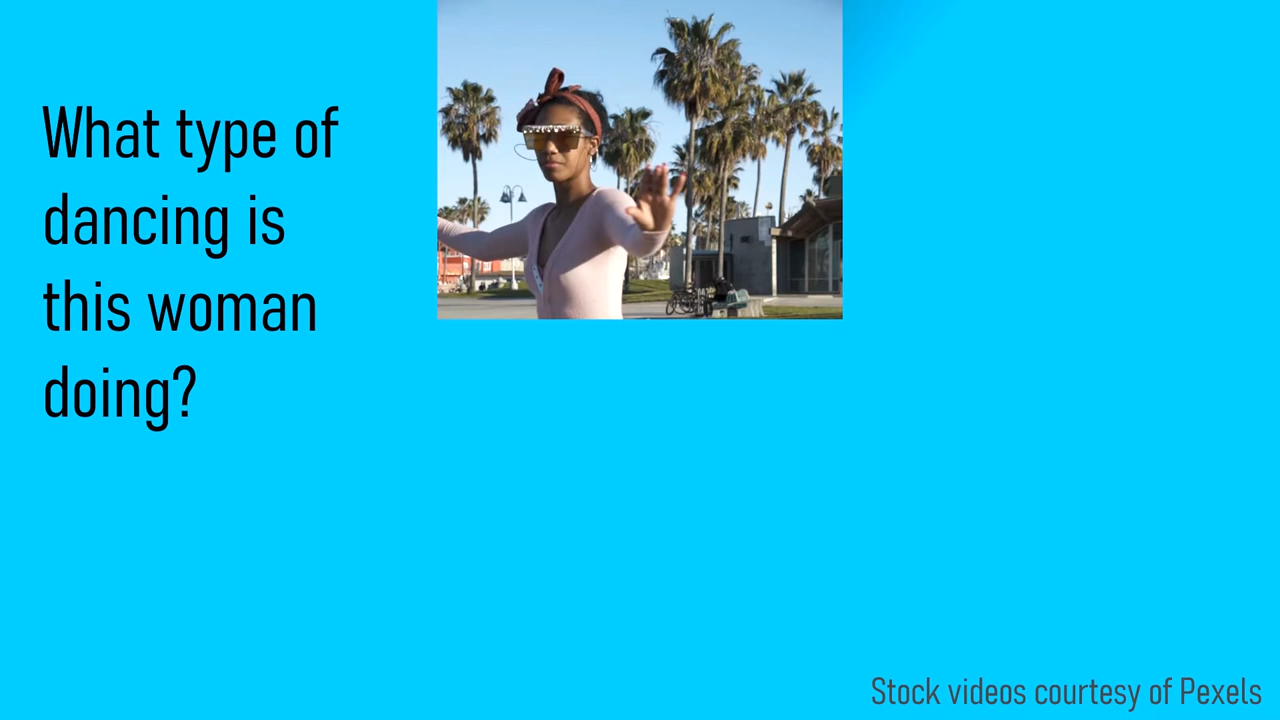 What type of
dancing is
this woman
doing?
Stock videos courtesy of Pexels